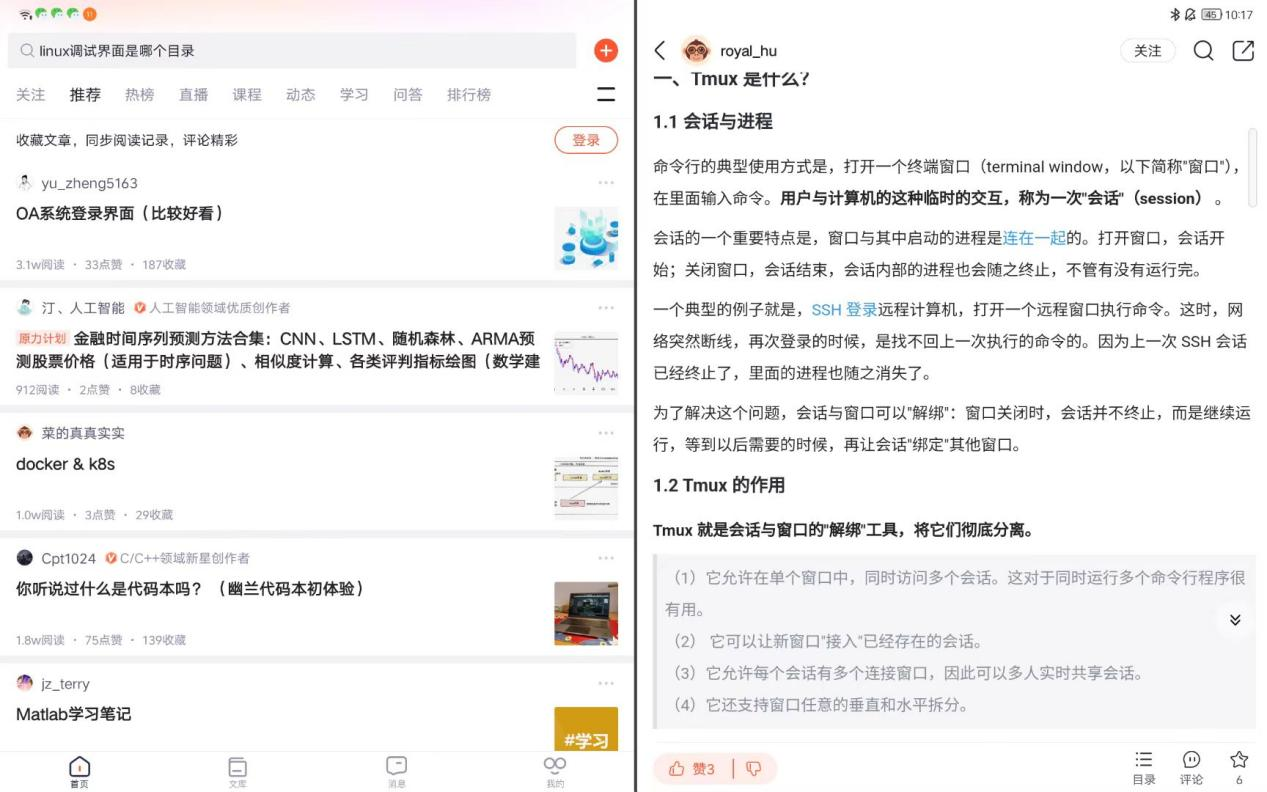 11
linux调试界面是哪个目录
关注 推荐 热榜 直播 课程 动态 学习 问答 排行榜
收藏文章，同步阅读记录，评论精彩
登录
yu_zheng5163
OA系统登录界面（比较好看）
3.1w阅读 · 33点赞 · 187收藏
汀、人工智能 人工智能领域优质创作者
原力计划 金融时间序列预测方法合集：CNN、LSTM、随机森林、ARMA预
测股票价格（适用于时序问题）、相似度计算、各类评判指标绘图（数学建
912阅读 · 2点赞 · 8收藏
菜的真真实实
docker & k8s
1.0w阅读 · 3点赞 · 29收藏
Cpt1024 C/C++领域新星创作者
你听说过什么是代码本吗？（幽兰代码本初体验）
1.8w阅读 · 75点赞 · 139收藏
jz_terry
Matlab学习笔记
#学习
首页 文库 消息 我的
45 10:17
royal_hu
关注
一、Tmux 是什么?
1.1 会话与进程
命令行的典型使用方式是，打开一个终端窗口（terminal window，以下简称"窗口"），
在里面输入命令。用户与计算机的这种临时的交互，称为一次"会话"（session） 。
会话的一个重要特点是，窗口与其中启动的进程是连在一起的。打开窗口，会话开
始；关闭窗口，会话结束，会话内部的进程也会随之终止，不管有没有运行完。
一个典型的例子就是，SSH 登录远程计算机，打开一个远程窗口执行命令。这时，网
络突然断线，再次登录的时候，是找不回上一次执行的命令的。因为上一次 SSH 会话
已经终止了，里面的进程也随之消失了。
为了解决这个问题，会话与窗口可以"解绑"：窗口关闭时，会话并不终止，而是继续运
行，等到以后需要的时候，再让会话"绑定"其他窗口。
1.2 Tmux 的作用
Tmux 就是会话与窗口的"解绑"工具，将它们彻底分离。
（1）它允许在单个窗口中，同时访问多个会话。这对于同时运行多个命令行程序很
有用。
（2） 它可以让新窗口"接入"已经存在的会话。
（3）它允许每个会话有多个连接窗口，因此可以多人实时共享会话。
（4）它还支持窗口任意的垂直和水平拆分。
赞3
目录 评论 6